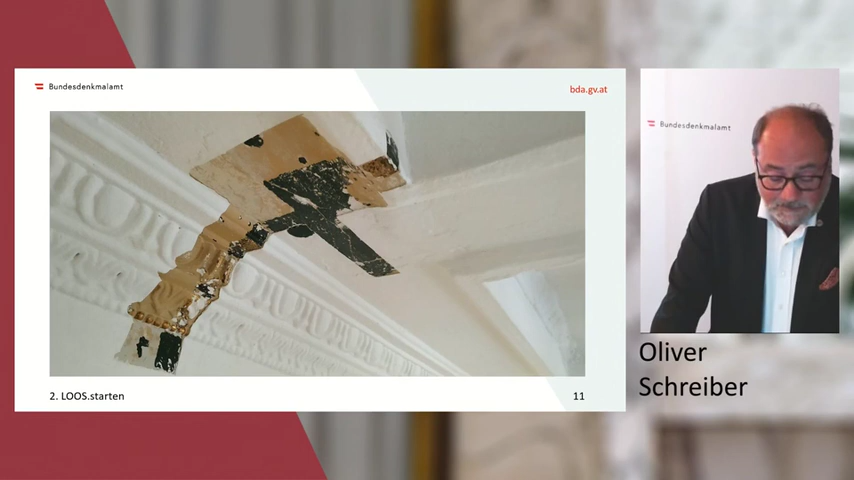 Bundesdenkmalamt
bda.gv.at
Bundesdenkmalamt
2. LOOS.starten
11
Oliver
Schreiber